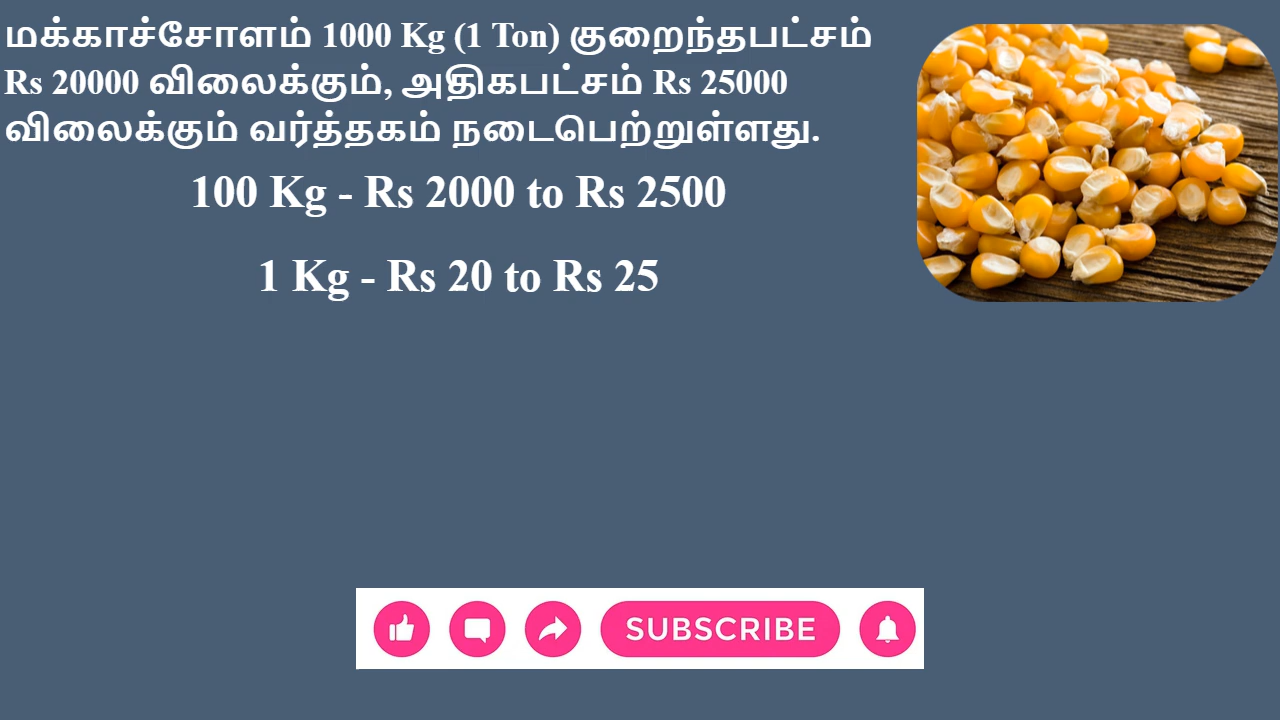 மக்காச்சோளம் 1000 Kg (1 Ton) குறைந்தபட்சம்
Rs 20000 விலைக்கும், அதிகபட்சம் Rs 25000
விலைக்கும் வர்த்தகம் நடைபெற்றுள்ளது.
100 Kg - Rs 2000 to Rs 2500
1 Kg - Rs 20 to Rs 25
SUBSCRIBE